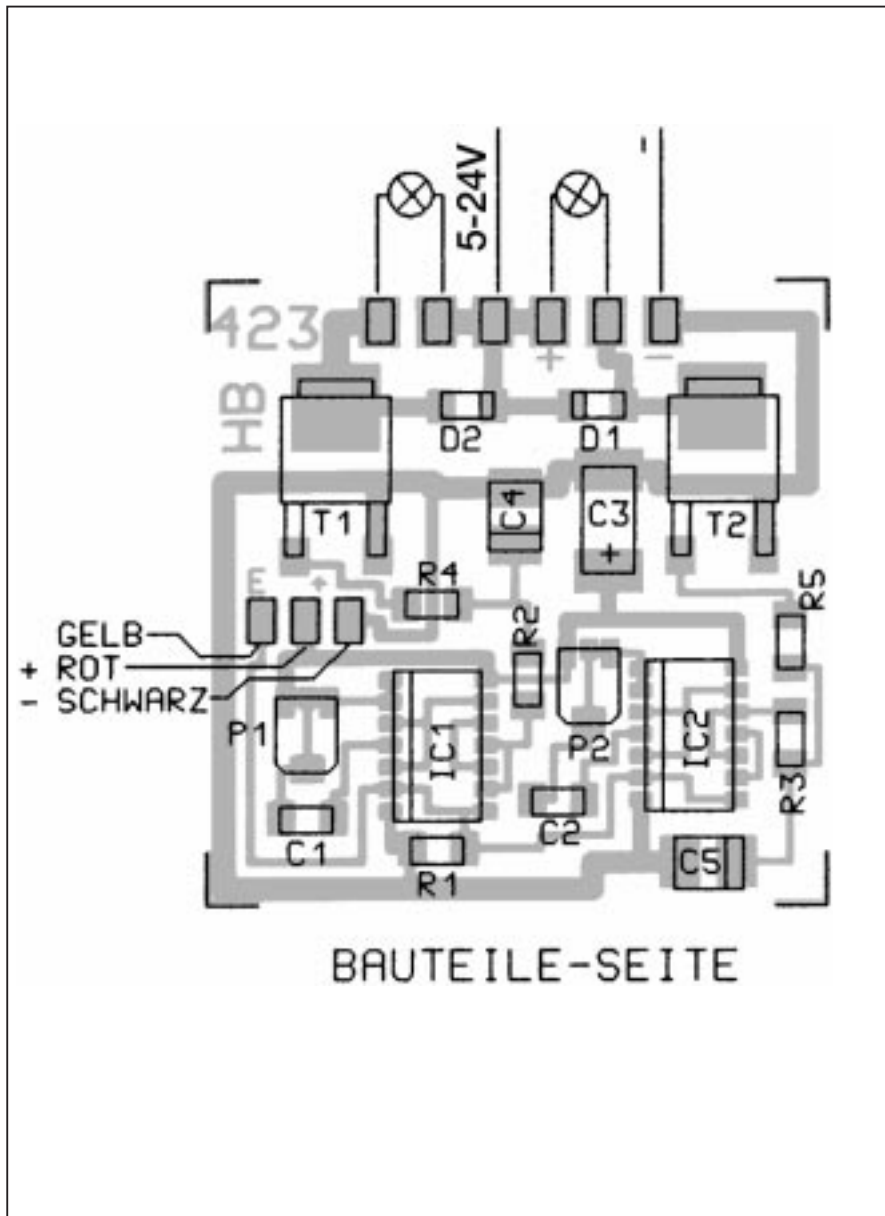 5-24V
-
423
+
-
HB
D2
D1
T1
C4
C3
+
T2
E
+
R4
R2
R5
GELB
+ ROT
- SCHWARZ
P1
IC1
P2
IC2
R3
C1
C2
R1
C5
BAUTEILE-SEITE